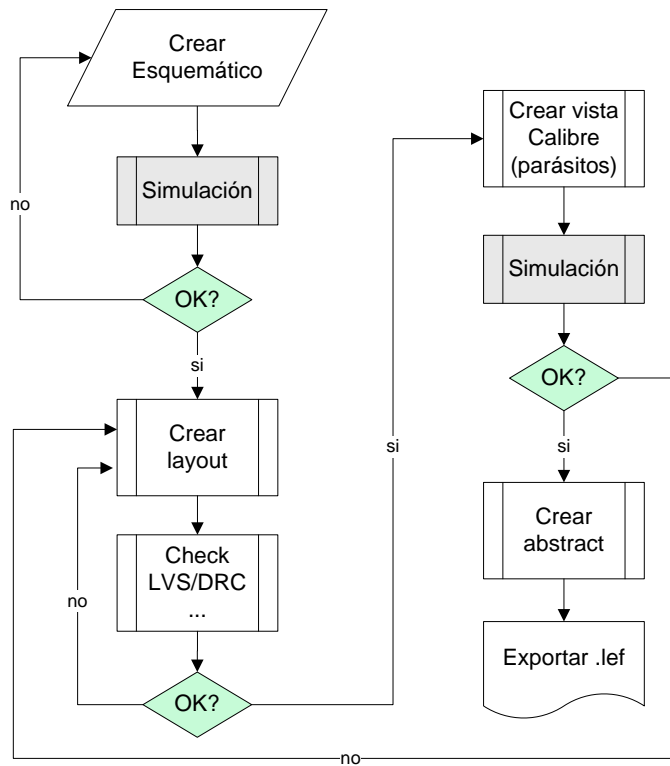 Crear
Esquemático
Simulación
no
OK?
si
Crear
layout
Check
LVS/DRC
...
no
OK?
si
Crear vista
Calibre
(parásitos)
Simulación
OK?
si
Crear
abstract
Exportar .lef
no